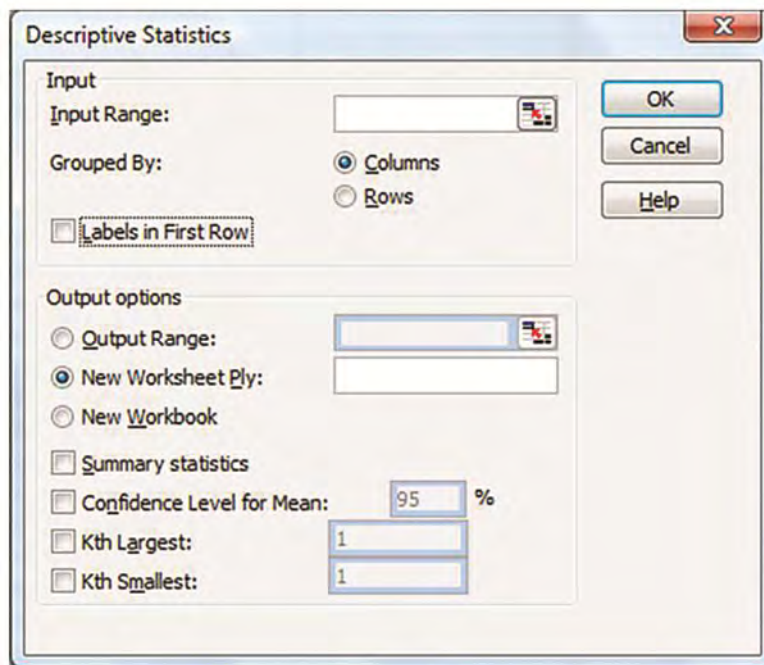 Descriptive Statistics
Input
Input Range:
Grouped By:
Columns
Rows
Labels in First Row
OK
Cancel
Help
Output options
Output Range:
New Worksheet Ply:
New Workbook
Summary statistics
Confidence Level for Mean: 95 %
Kth Largest: 1
Kth Smallest: 1